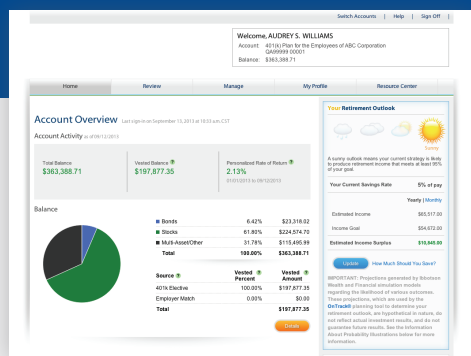 Switch Accounts | Help | Sign Off |
Welcome, AUDREY S. WILLIAMS
Account: 401(k) Plan for the Employees of ABC Corporation
QA99999 00001
Balance: $363,388.71
Home Review Manage My Profile Resource Center
Account Overview Last sign-in on September 13, 2013 at 10:33 a.m. CST
Account Activity as of 09/12/2013
Total Balance
$363,388.71
Vested Balance ?
$197,877.35
Personalized Rate of Return ?
2.13%
01/07/2013 to 09/12/2013
Balance
Bonds 6.42% $23,318.02
Stocks 61.80% $224,574.70
Multi-Asset/Other 31.78% $115,495.99
Total 100.00% $363,388.71
Source ? Vested Percent ? Vested Amount ?
401k Elective 100.00% $197,877.35
Employer Match 0.00% $0.00
Total $197,877.35
Details
Your Retirement Outlook
Sunny
A sunny outlook means your current strategy is likely
to produce retirement income that meets at least 95%
of your goal
Your Current Savings Rate 5% of pay
Yearly | Monthly
Estimated Income $65,517.00
Income Goal $54,672.00
Estimated Income Surplus $10,845.00
Update How Much Should You Save?
IMPORTANT: Projections generated by
Wealth and Financial simulation models
regarding the likelihood of various outcomes.
These projections, which are used by the
OnTrack® planning tool to determine your
retirement outlook, are hypothetical in nature, do
not reflect actual investment results, and do not
guarantee future results. See the Information
About Probability Illustrations below for more
information.